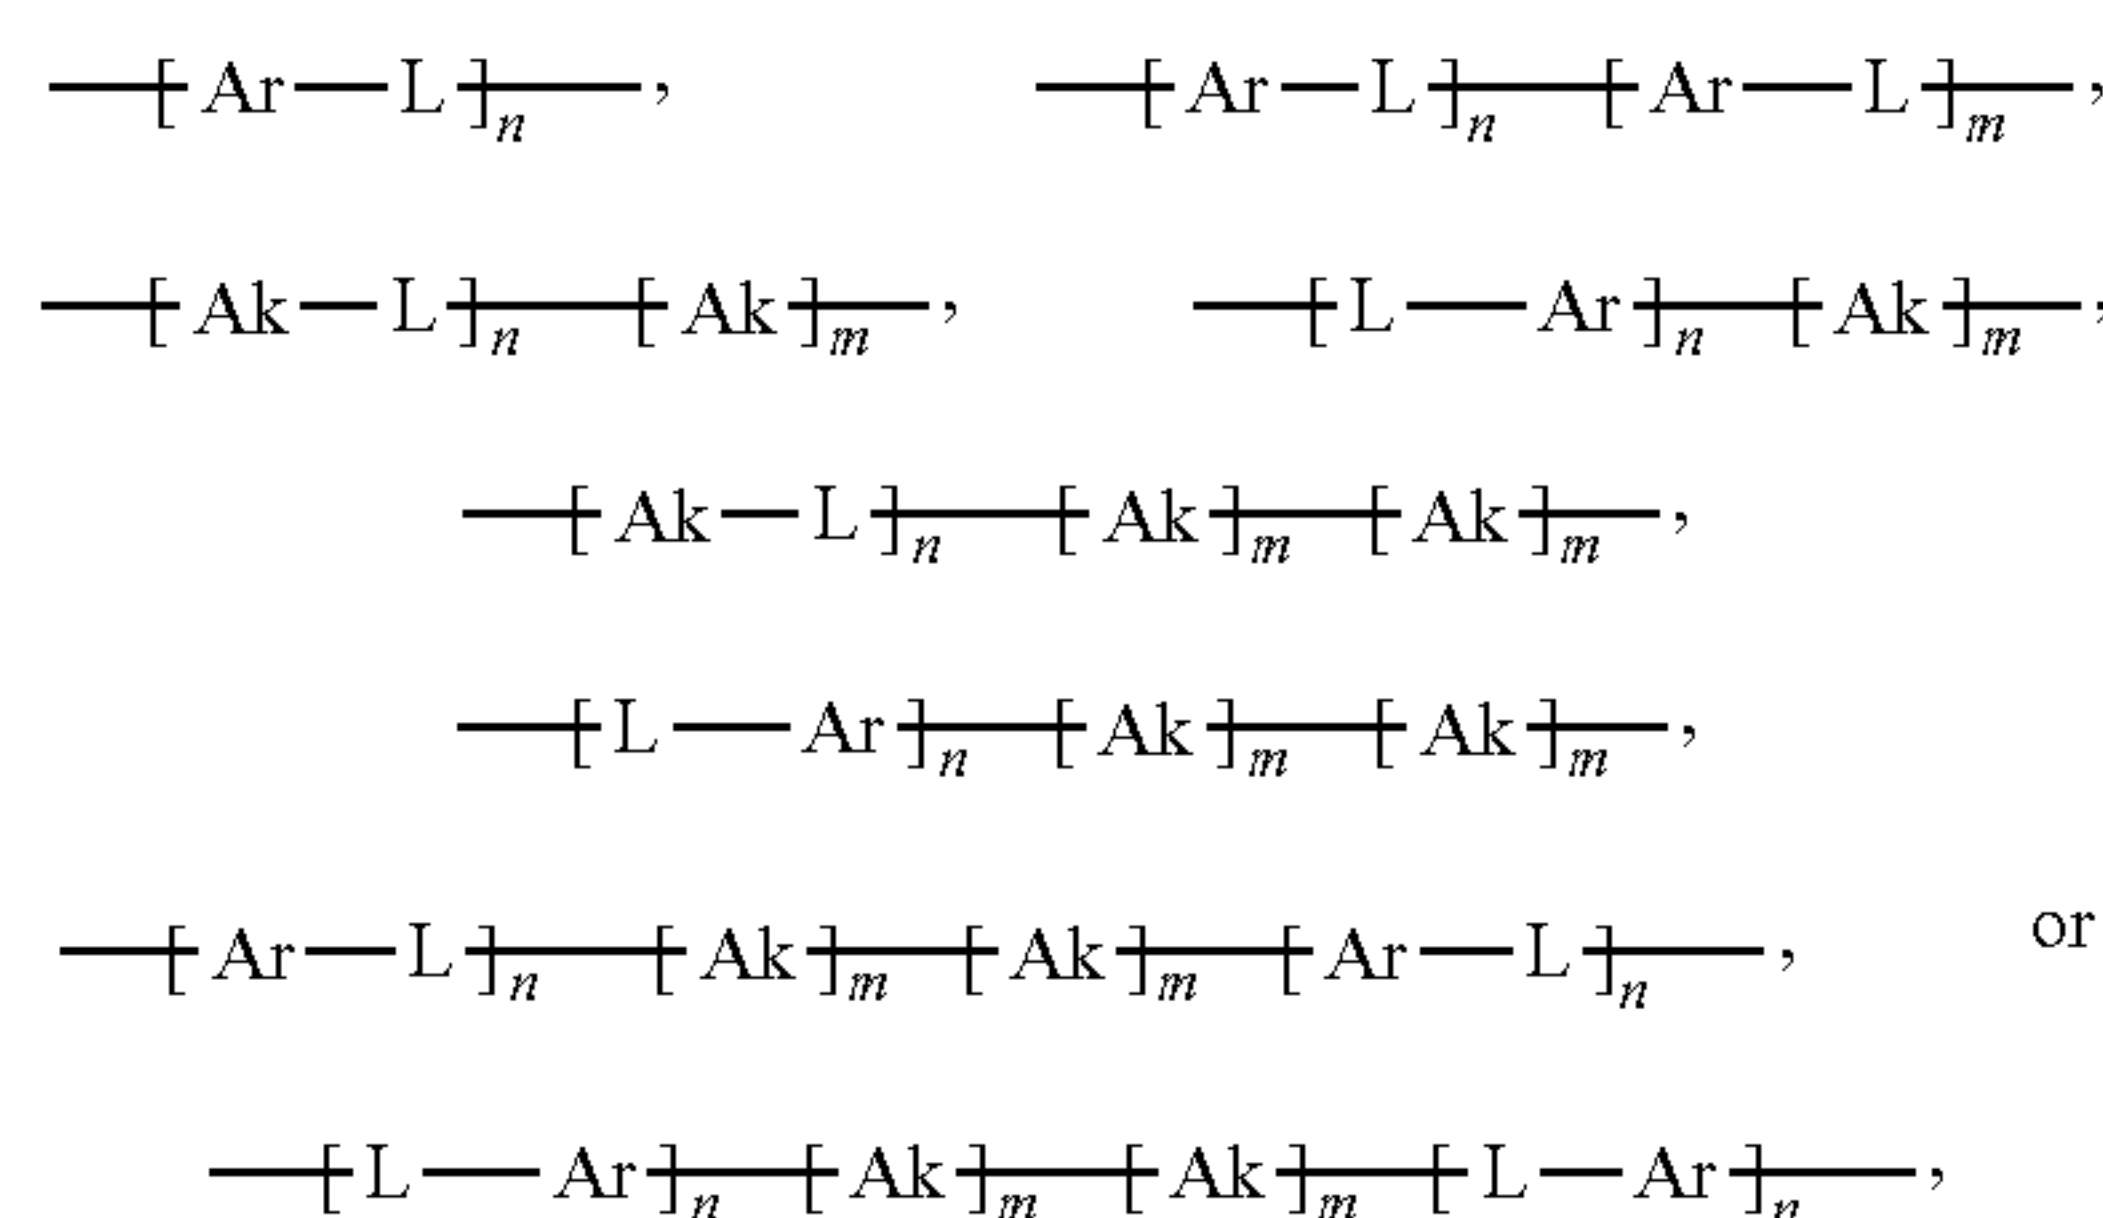 —[Ar—L]n—, —[Ar—L]n—[Ar—L]m—,
—[Ak—L]n—[Ak]m—, —[L—Ar]n—[Ak]m—,
—[Ak—L]n—[Ak]m—[Ak]m—,
—[L—Ar]n—[Ak]m—[Ak]m—,
—[Ar—L]n—[Ak]m—[Ak]m—[Ar—L]n—, or
—[L—Ar]n—[Ak]m—[Ak]m—[L—Ar]n—,